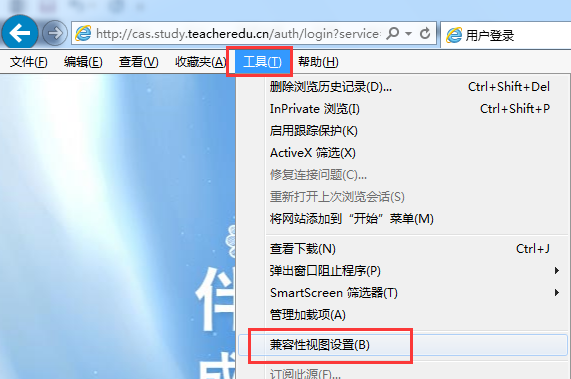 http://cas.study.teacheredu.cn/auth/login?service
用户登录
文件(F) 编辑(E) 查看(V) 收藏夹(A) 工具(T) 帮助(H)
删除浏览历史记录(D)... Ctrl+Shift+Del
InPrivate 浏览(I) Ctrl+Shift+P
启用跟踪保护(K)
ActiveX 筛选(X)
修复连接问题(C)...
重新打开上次浏览会话(S)
将网站添加到“开始”菜单(M)
查看下载(N) Ctrl+J
弹出窗口阻止程序(P)
SmartScreen 筛选器(T)
管理加载项(A)
兼容性视图设置(B)
订阅此源(F)...
伴